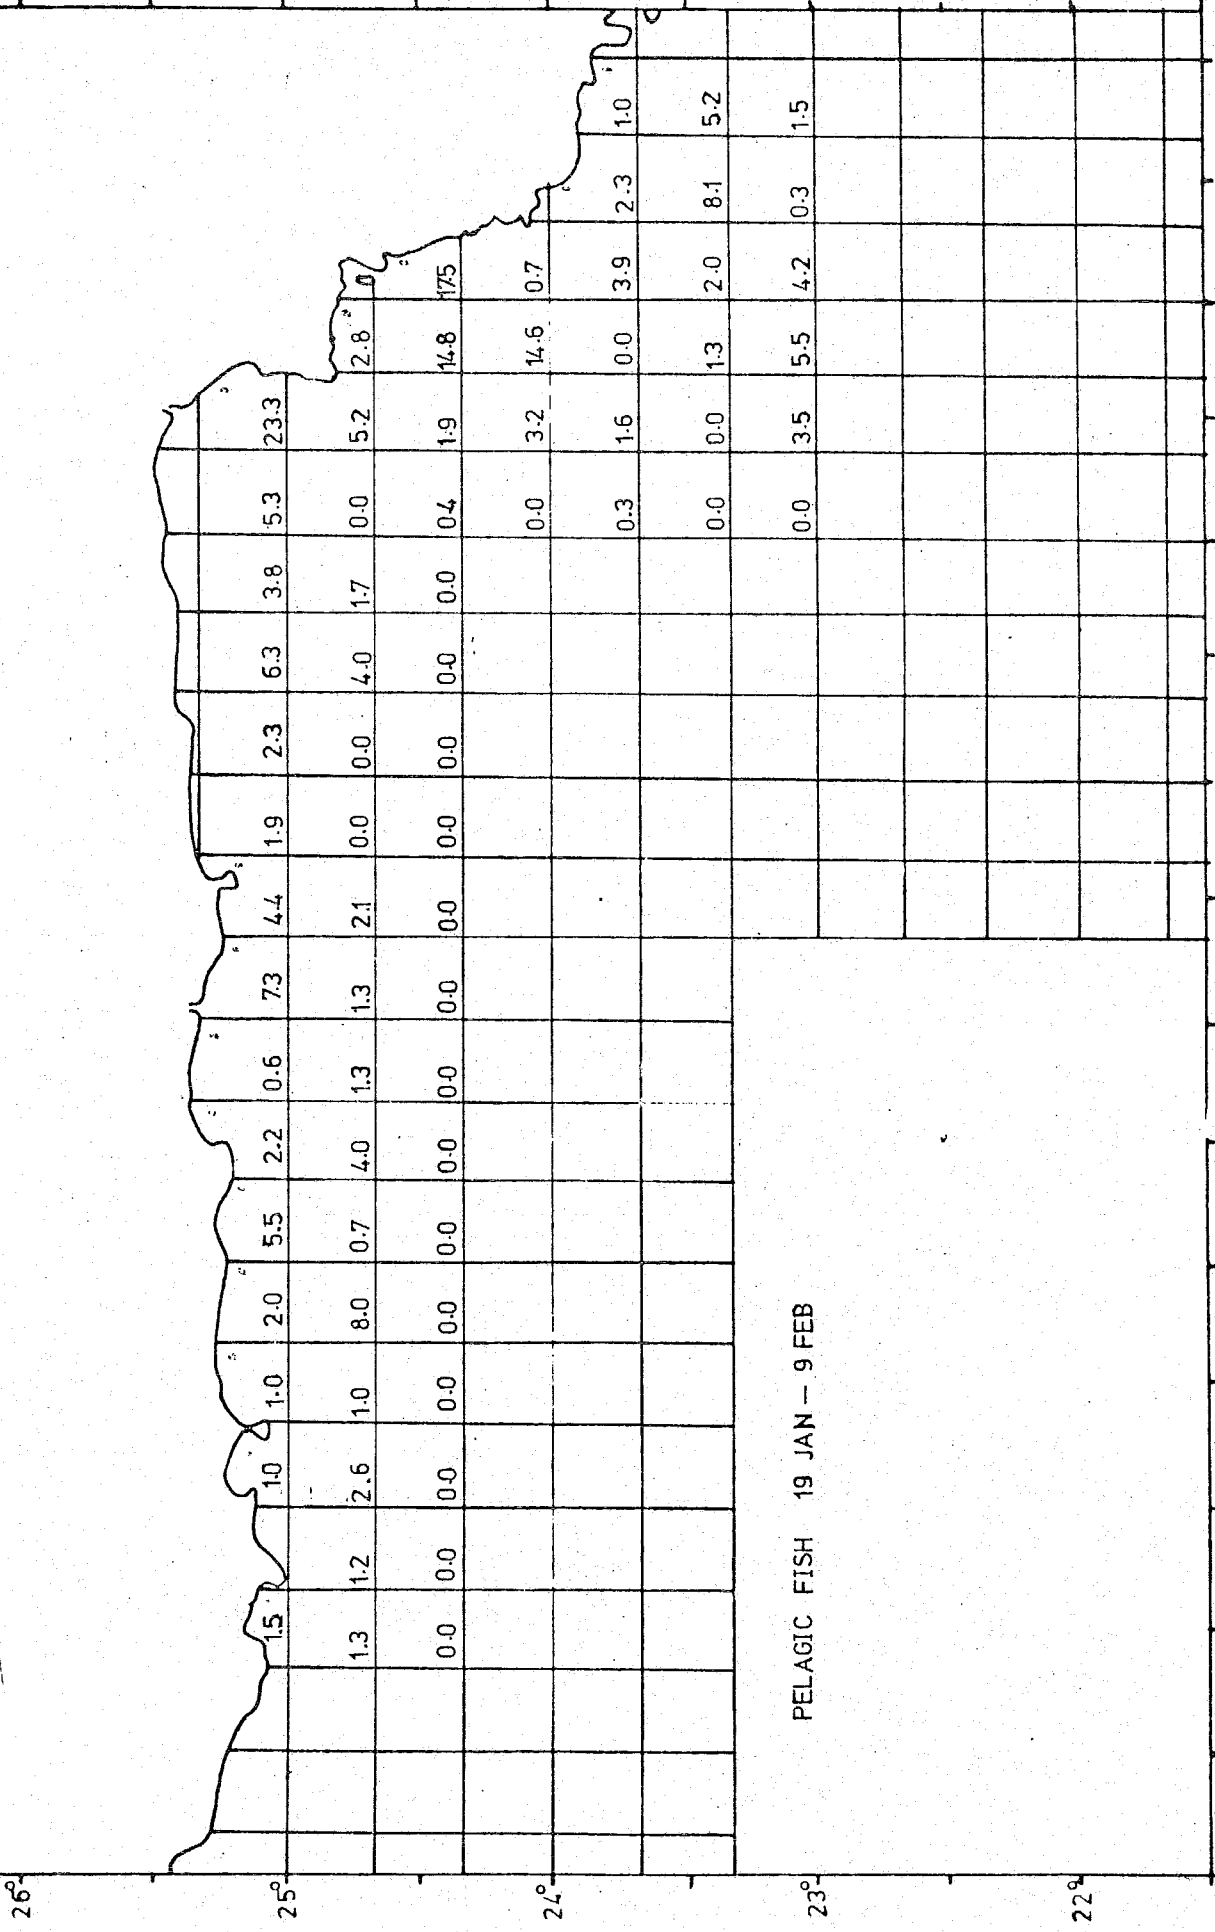 26°
25° 1.5 1.0 1.0 2.0 5.5 2.2 0.6 7.3 4.4 1.9 2.3 6.3 3.8 5.3 23.3
1.3 1.2 2.6 1.0 8.0 0.7 4.0 1.3 1.3 2.1 0.0 0.0 4.0 1.7 0.0 5.2 2.8
0.0 0.0 0.0 0.0 0.0 0.0 0.0 0.0 0.0 0.0 0.0 0.0 0.0 0.0 0.4 1.9 14.8 17.5
24° 0.0 3.2 14.6 0.7
0.3 1.6 0.0 3.9 2.3 1.0
0.0 0.0 1.3 2.0 8.1 5.2
23° PELAGIC FISH 19 JAN – 9 FEB 0.0 3.5 5.5 4.2 0.3 1.5
22°